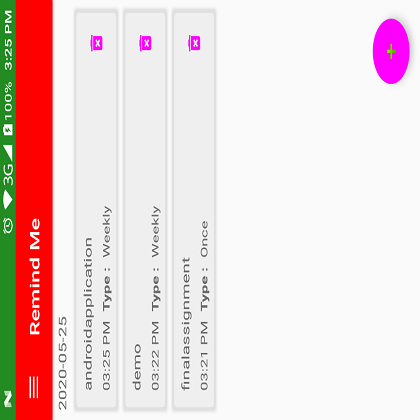 3G 100% 3:25 PM
Remind Me
2020-05-25
androidapplication
03:25 PM Type : Weekly
demo
03:22 PM Type : Weekly
finalassignment
03:21 PM Type : Once